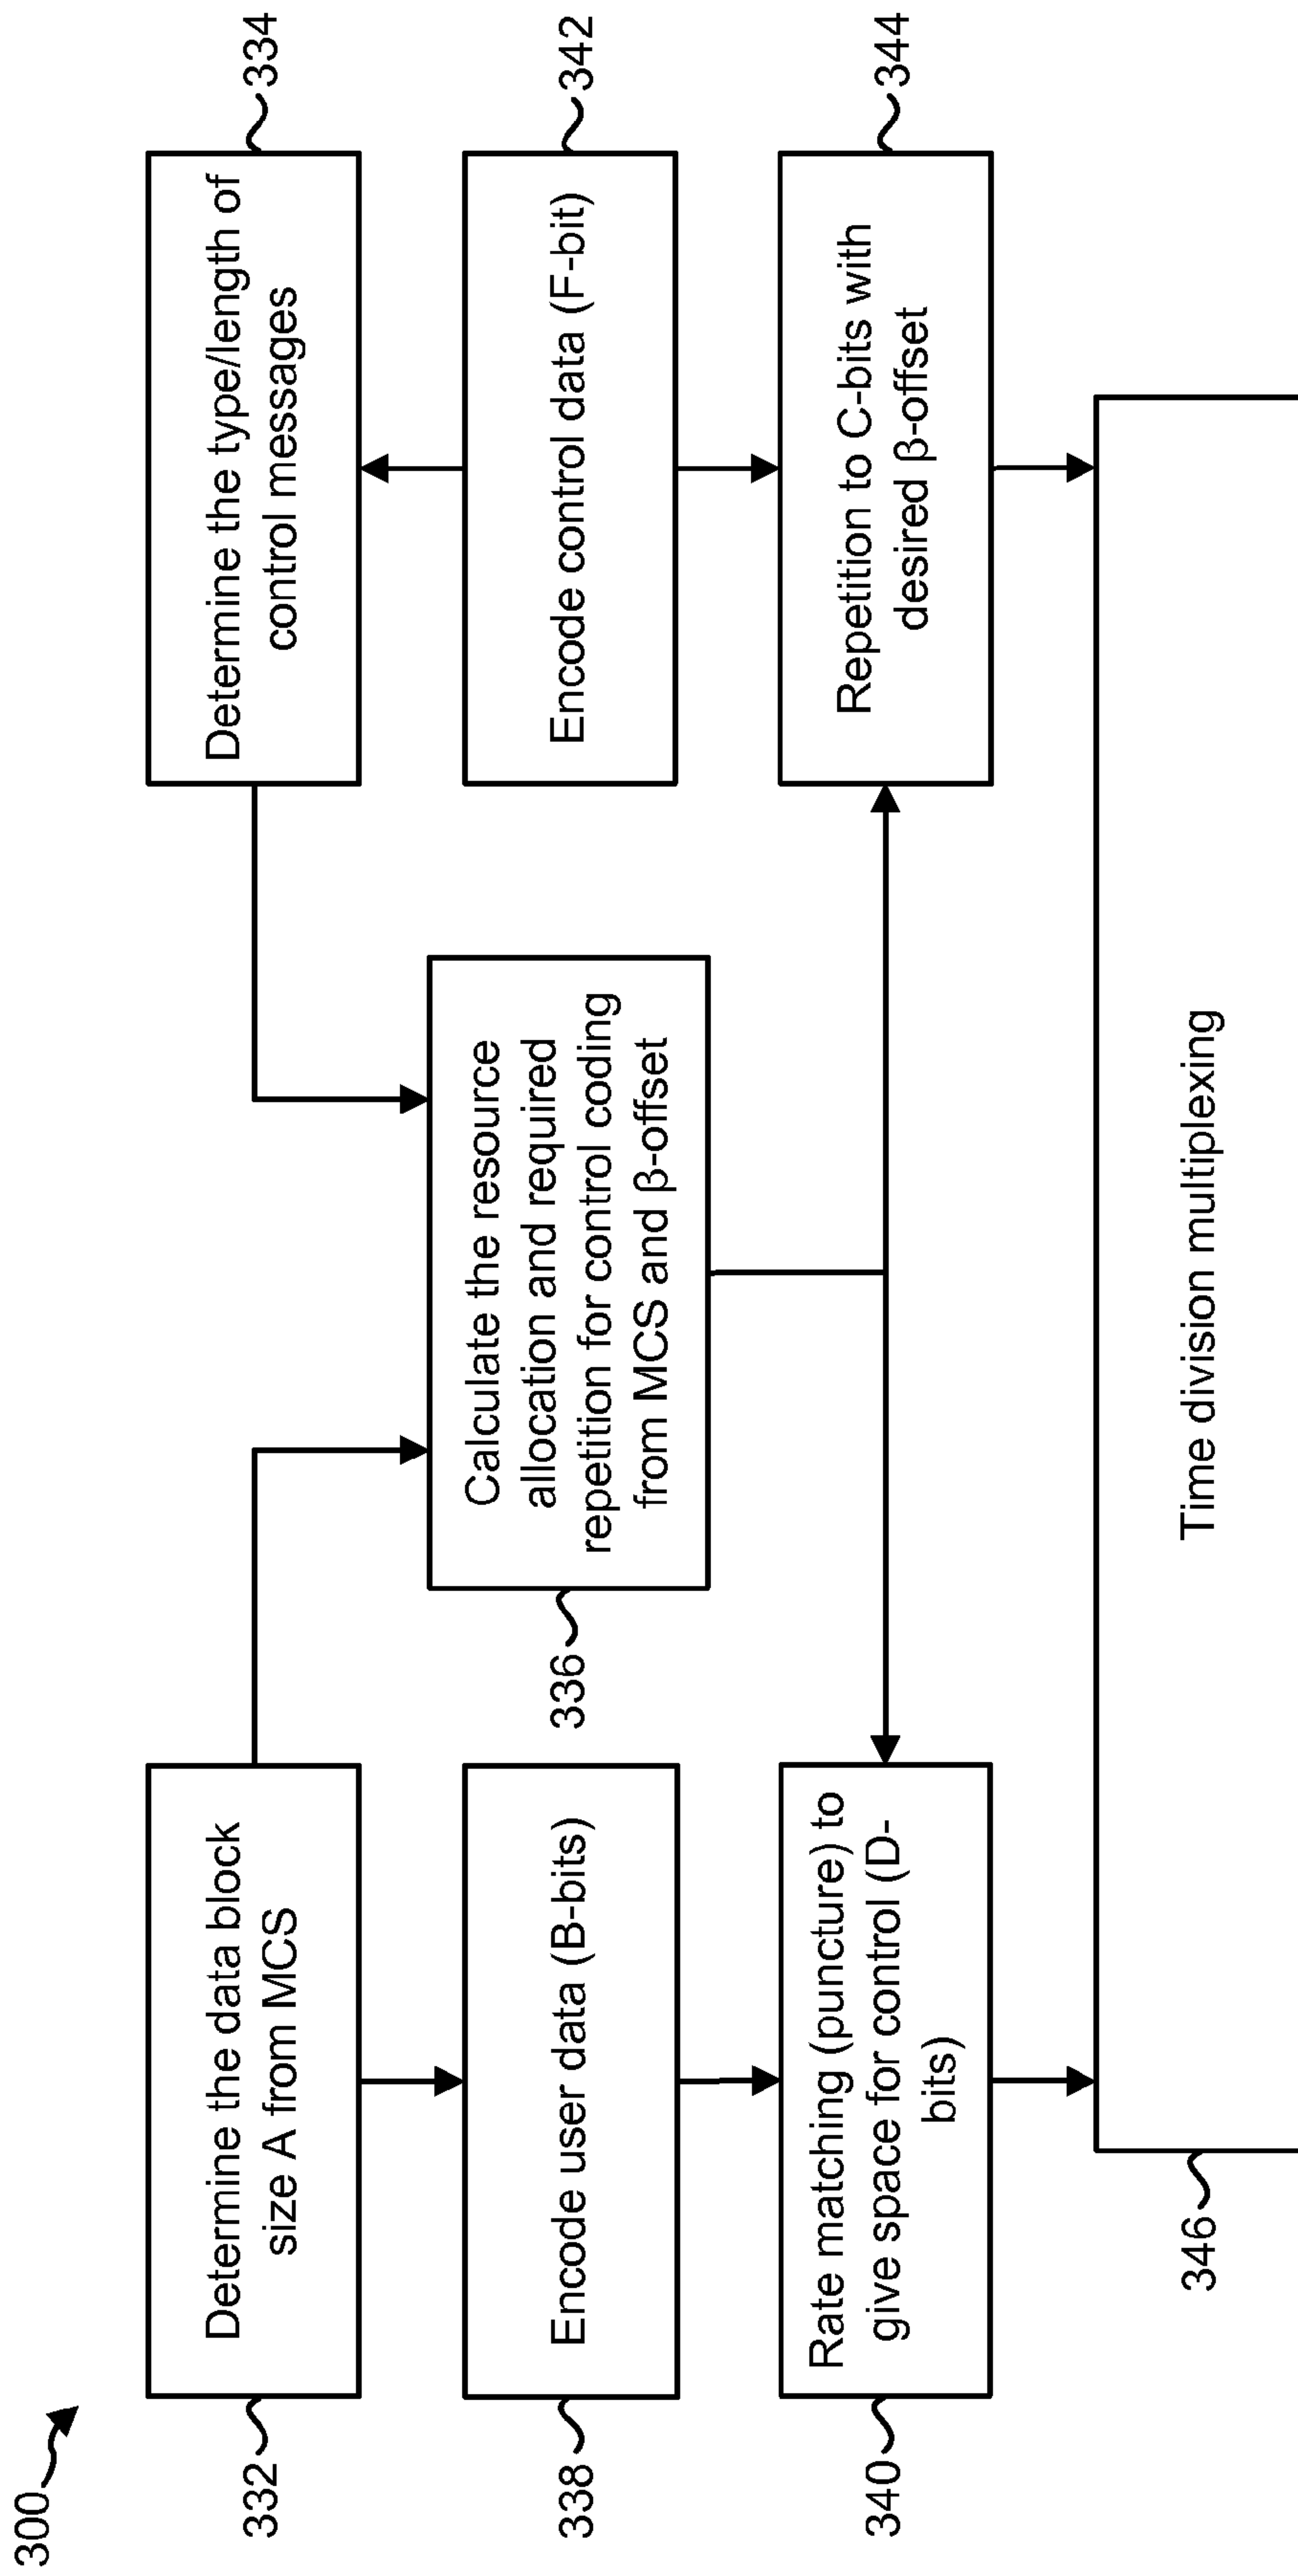 300
332
Determine the data block
size A from MCS
Determine the type/length of
control messages
334
336
Calculate the resource
allocation and required
repetition for control coding
from MCS and β-offset
338
Encode user data (B-bits)
Encode control data (F-bit)
342
340
Rate matching (puncture) to
give space for control (D-
bits)
Repetition to C-bits with
desired β-offset
344
346
Time division multiplexing